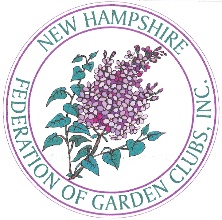 NEW HAMPSHIRE
FEDERATION OF GARDEN CLUBS, INC.